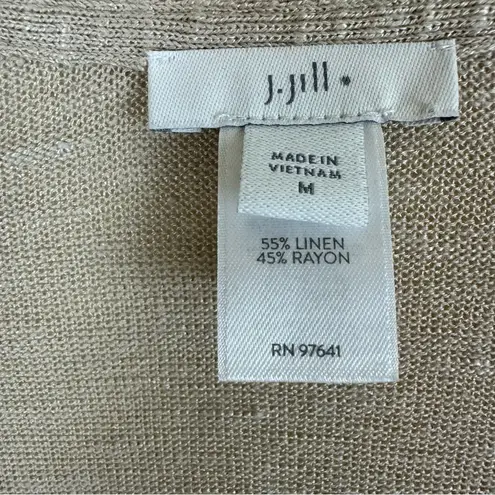 J.Jill
MADE IN
VIETNAM
M
55% LINEN
45% RAYON
RN 97641